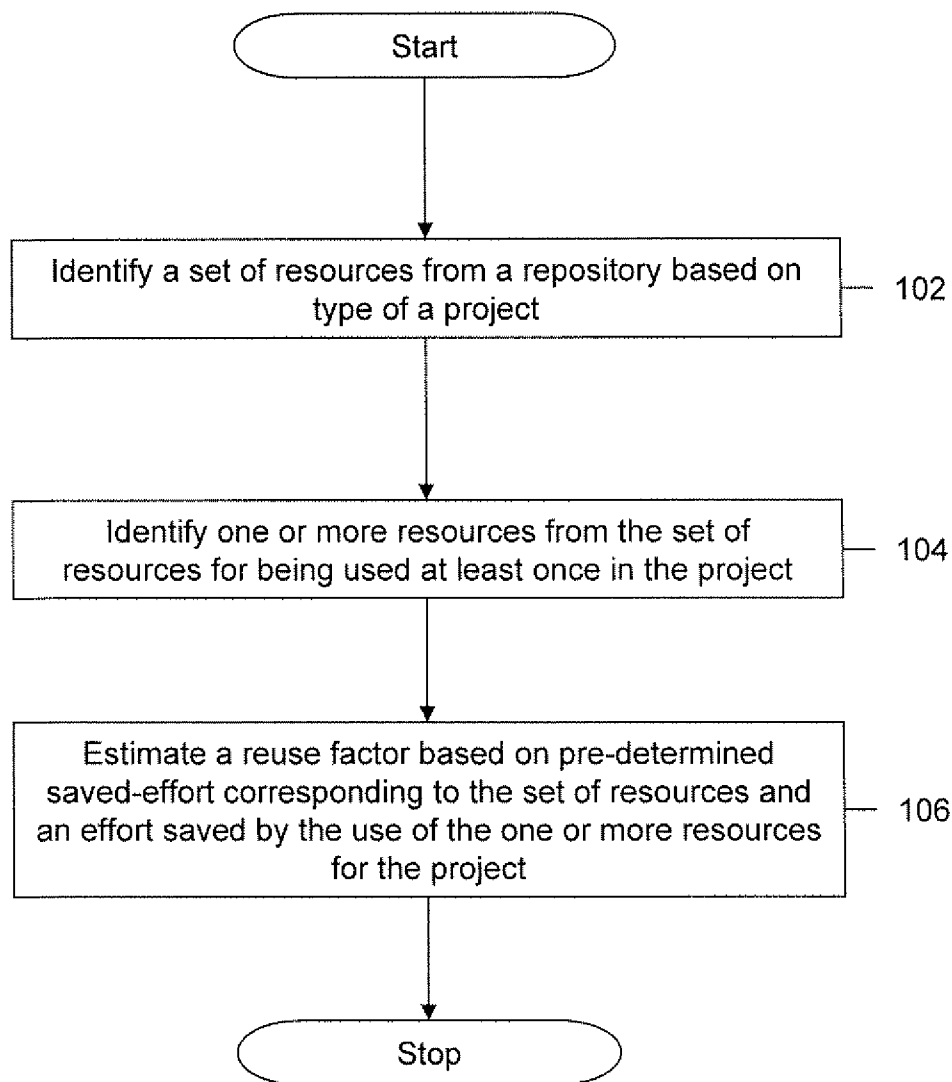 Start
Identify a set of resources from a repository based on
type of a project
102
Identify one or more resources from the set of
resources for being used at least once in the project
104
Estimate a reuse factor based on pre-determined
saved-effort corresponding to the set of resources and
an effort saved by the use of the one or more resources
for the project
106
Stop